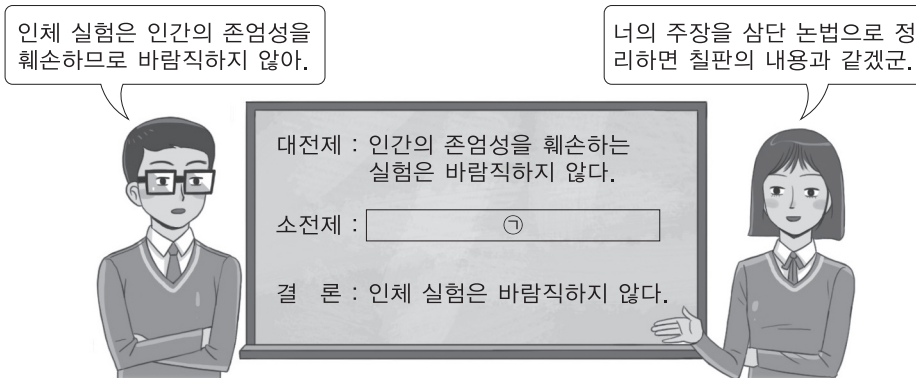 인체 실험은 인간의 존엄성을
훼손하므로 바람직하지 않아.
너의 주장을 삼단 논법으로 정
리하면 칠판의 내용과 같겠군.
대전제 : 인간의 존엄성을 훼손하는
실험은 바람직하지 않다.
소전제 : ㉠
결 론 : 인체 실험은 바람직하지 않다.